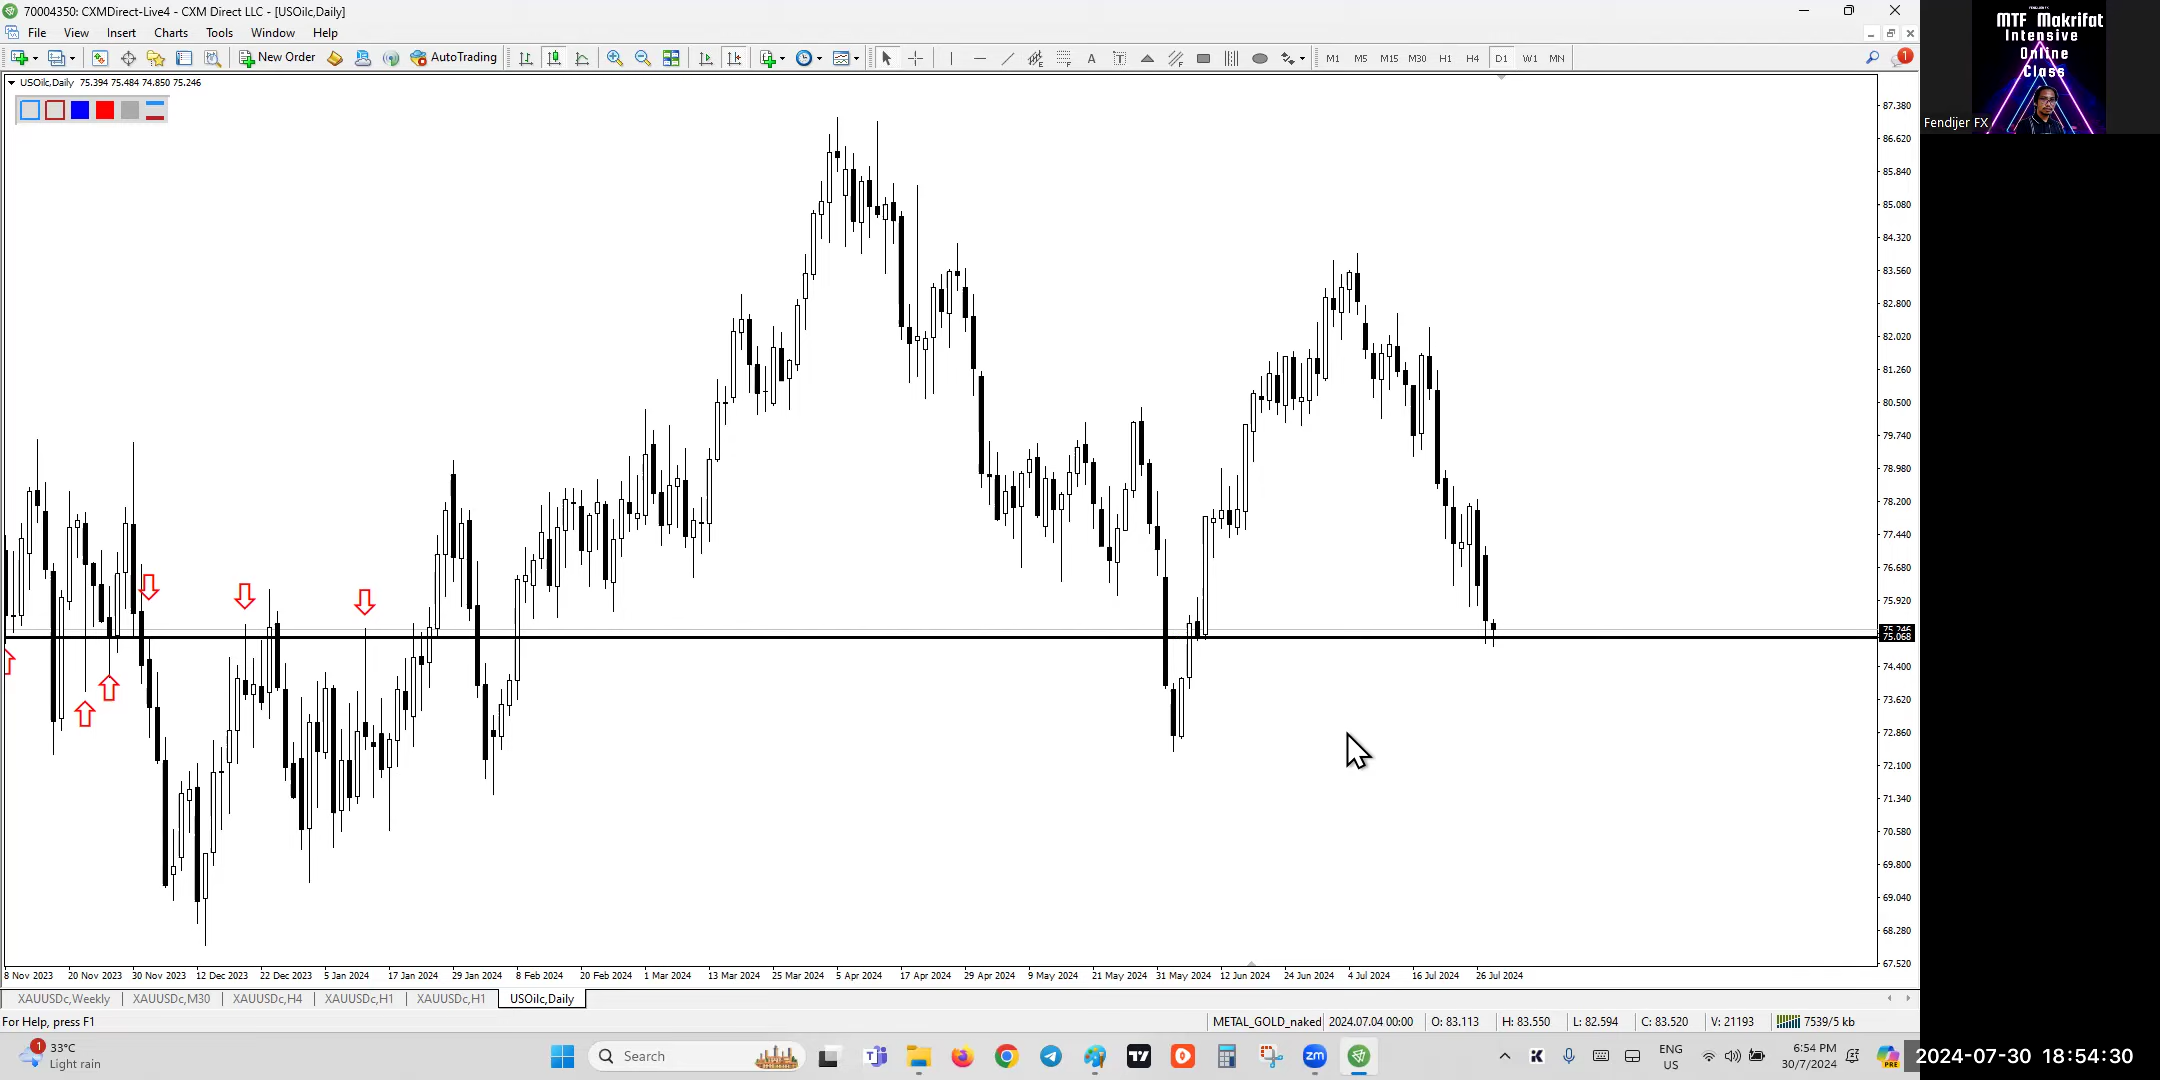 70004350: CXMDirect-Live4 - CXM Direct LLC - [USOilc,Daily]
File View Insert Charts Tools Window Help
New Order AutoTrading A T M1 M5 M15 M30 H1 H4 D1 W1 MN 1
USOilc,Daily 75.394 75.484 74.850 75.246
87.380
86.620
85.840
85.080
84.320
83.560
82.800
82.020
81.260
80.500
79.740
78.980
78.200
77.440
76.680
75.920
75.246
75.068
74.400
73.620
72.860
72.100
71.340
70.580
69.800
69.040
68.280
67.520
8 Nov 2023 20 Nov 2023 30 Nov 2023 12 Dec 2023 22 Dec 2023 5 Jan 2024 17 Jan 2024 29 Jan 2024 8 Feb 2024 20 Feb 2024 1 Mar 2024 13 Mar 2024 25 Mar 2024 5 Apr 2024 17 Apr 2024 29 Apr 2024 9 May 2024 21 May 2024 31 May 2024 12 Jun 2024 24 Jun 2024 4 Jul 2024 16 Jul 2024 26 Jul 2024
XAUUSDc,Weekly XAUUSDc,M30 XAUUSDc,H4 XAUUSDc,H1 XAUUSDc,H1 USOilc,Daily
For Help, press F1 METAL_GOLD_naked 2024.07.04 00:00 O: 83.113 H: 83.550 L: 82.594 C: 83.520 V: 21193 7539/5 kb
1 33°C
Light rain
Search
zm
K
ENG
US
6:54 PM
30/7/2024
PRE
MTF Makrifat
Intensive
Online
Class
Fendijer FX
2024-07-30 18:54:30